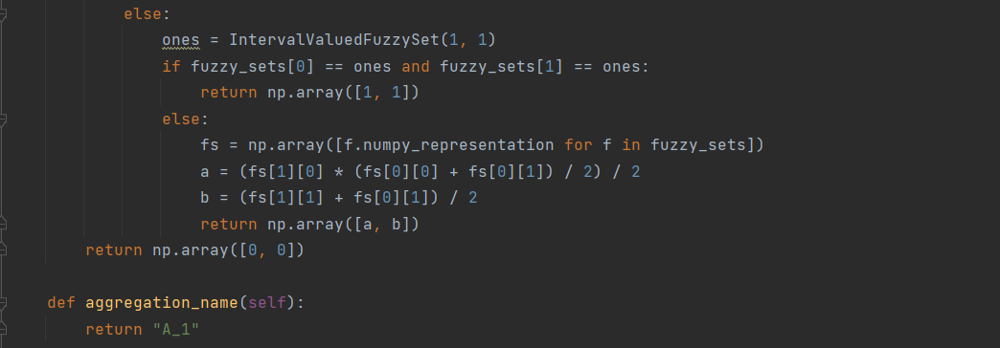 else:
ones = IntervalValuedFuzzySet(1, 1)
if fuzzy_sets[0] == ones and fuzzy_sets[1] == ones:
return np.array([1, 1])
else:
fs = np.array([f.numpy_representation for f in fuzzy_sets])
a = (fs[1][0] * (fs[0][0] + fs[0][1]) / 2) / 2
b = (fs[1][1] + fs[0][1]) / 2
return np.array([a, b])
return np.array([0, 0])
def aggregation_name(self):
return "A_1"